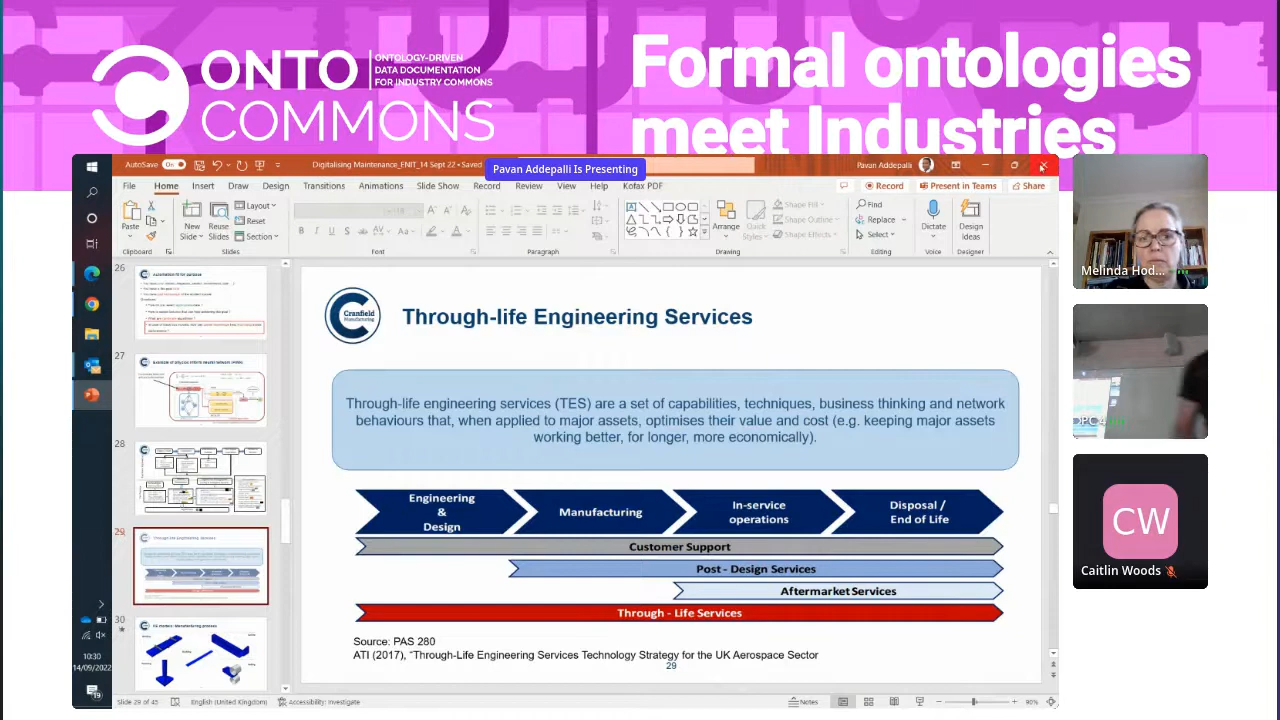 ONTO
COMMONS
ONTOLOGY-DRIVEN
DATA DOCUMENTATION
FOR INDUSTRY COMMONS
Formal ontologies
meet Industries
AutoSave On
Digitalising Maintenance_ENIT_14 Sept 22 • Saved
Pavan Addepalli Is Presenting
Pavan Addepalli
File Home Insert Draw Design Transitions Animations Slide Show Record Review View Help Kofax PDF
Record Present in Teams Share
Paste
New
Slide
Reuse
Slides
Layout
Reset
Section
Arrange
Quick
Styles
Shape Fill
Shape Outline
Shape Effects
Find
Replace
Select
Dictate
Design
Ideas
Clipboard Slides Font Paragraph Drawing Editing Voice Designer
26
27
28
29
30
Cranfield
Manufacturing
Through-life Engineering Services
Through-life engineering services (TES) are a set of capabilities, techniques, business thinking and network
behaviours that, when applied to major assets, optimises their value and cost (e.g. keeping major assets
working better, for longer, more economically).
Engineering
&
Design
Manufacturing
In-service
operations
Disposal /
End of Life
Customer Support
Post - Design Services
Aftermarket Services
Through - Life Services
Source: PAS 280
ATI (2017), “Through-Life Engineering Services Technology Strategy for the UK Aerospace Sector
29
10:30
14/09/2022
19
Slide 29 of 45 English (United Kingdom) Accessibility: Investigate Notes 90%
Melinda Hod...
CW
Caitlin Woods